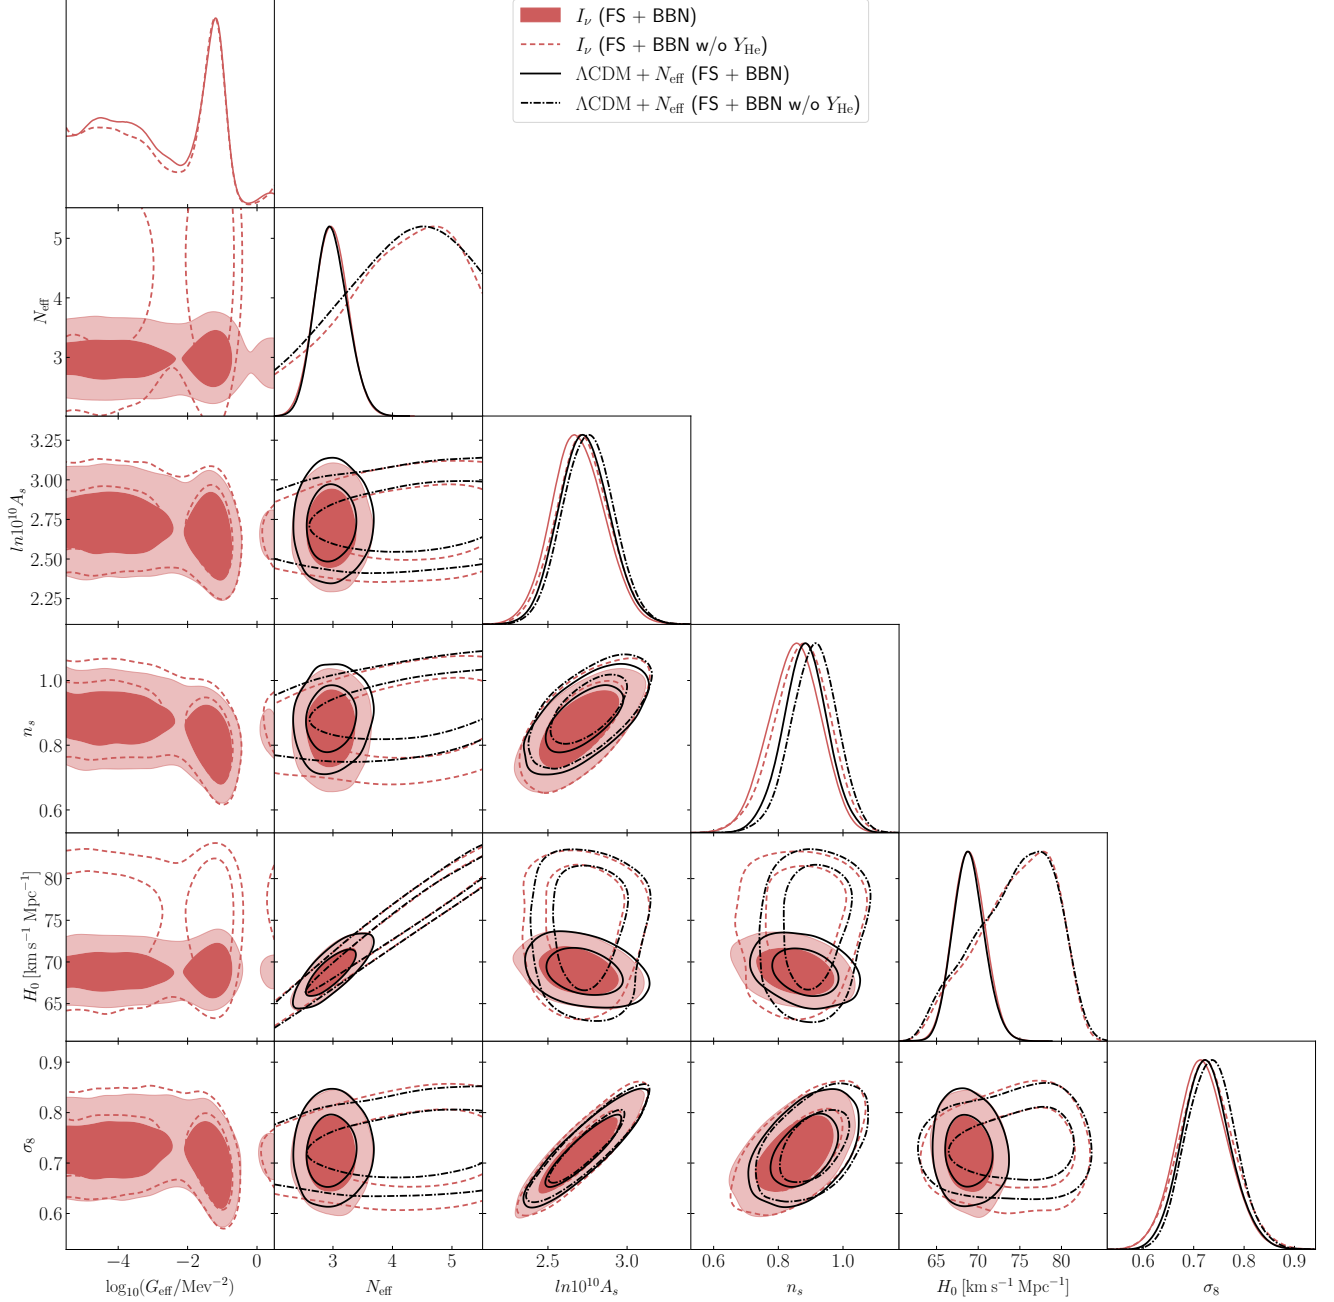 I_ν (FS + BBN)
I_ν (FS + BBN w/o Y_He)
ΛCDM + N_eff (FS + BBN)
ΛCDM + N_eff (FS + BBN w/o Y_He)
5
4
3
N_eff
3.25
3.00
2.75
2.50
2.25
ln10^10 A_s
1.0
0.8
0.6
n_s
80
75
70
65
H_0 [km s^−1 Mpc^−1]
0.9
0.8
0.7
0.6
σ_8
−4 −2 0
3 4 5
2.5 3.0
0.6 0.8 1.0
65 70 75 80
0.6 0.7 0.8 0.9
log_10(G_eff/Mev^−2)
N_eff
ln10^10 A_s
n_s
H_0 [km s^−1 Mpc^−1]
σ_8